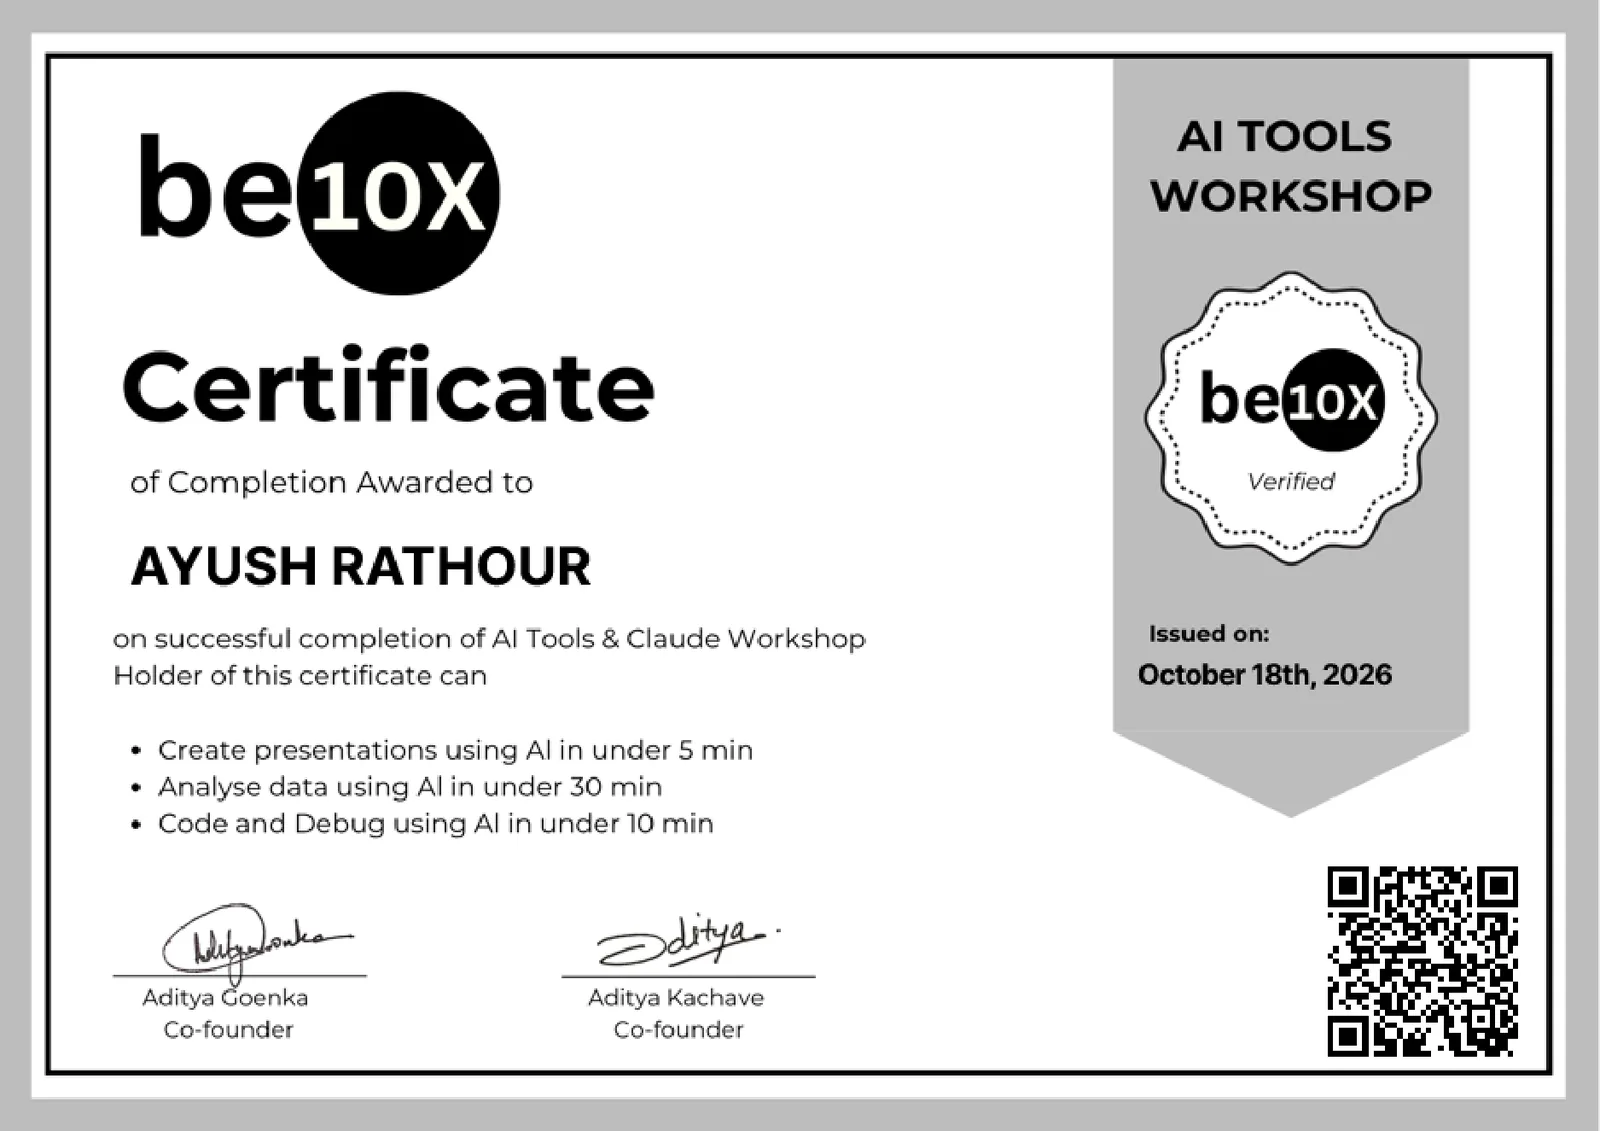 be10X
Certificate
of Completion Awarded to
AYUSH RATHOUR
on successful completion of AI Tools & Claude Workshop
Holder of this certificate can
• Create presentations using AI in under 5 min
• Analyse data using AI in under 30 min
• Code and Debug using AI in under 10 min
Aditya Goenka
Co-founder
Aditya.
Aditya Kachave
Co-founder
AI TOOLS
WORKSHOP
be10X
Verified
Issued on:
October 18th, 2026